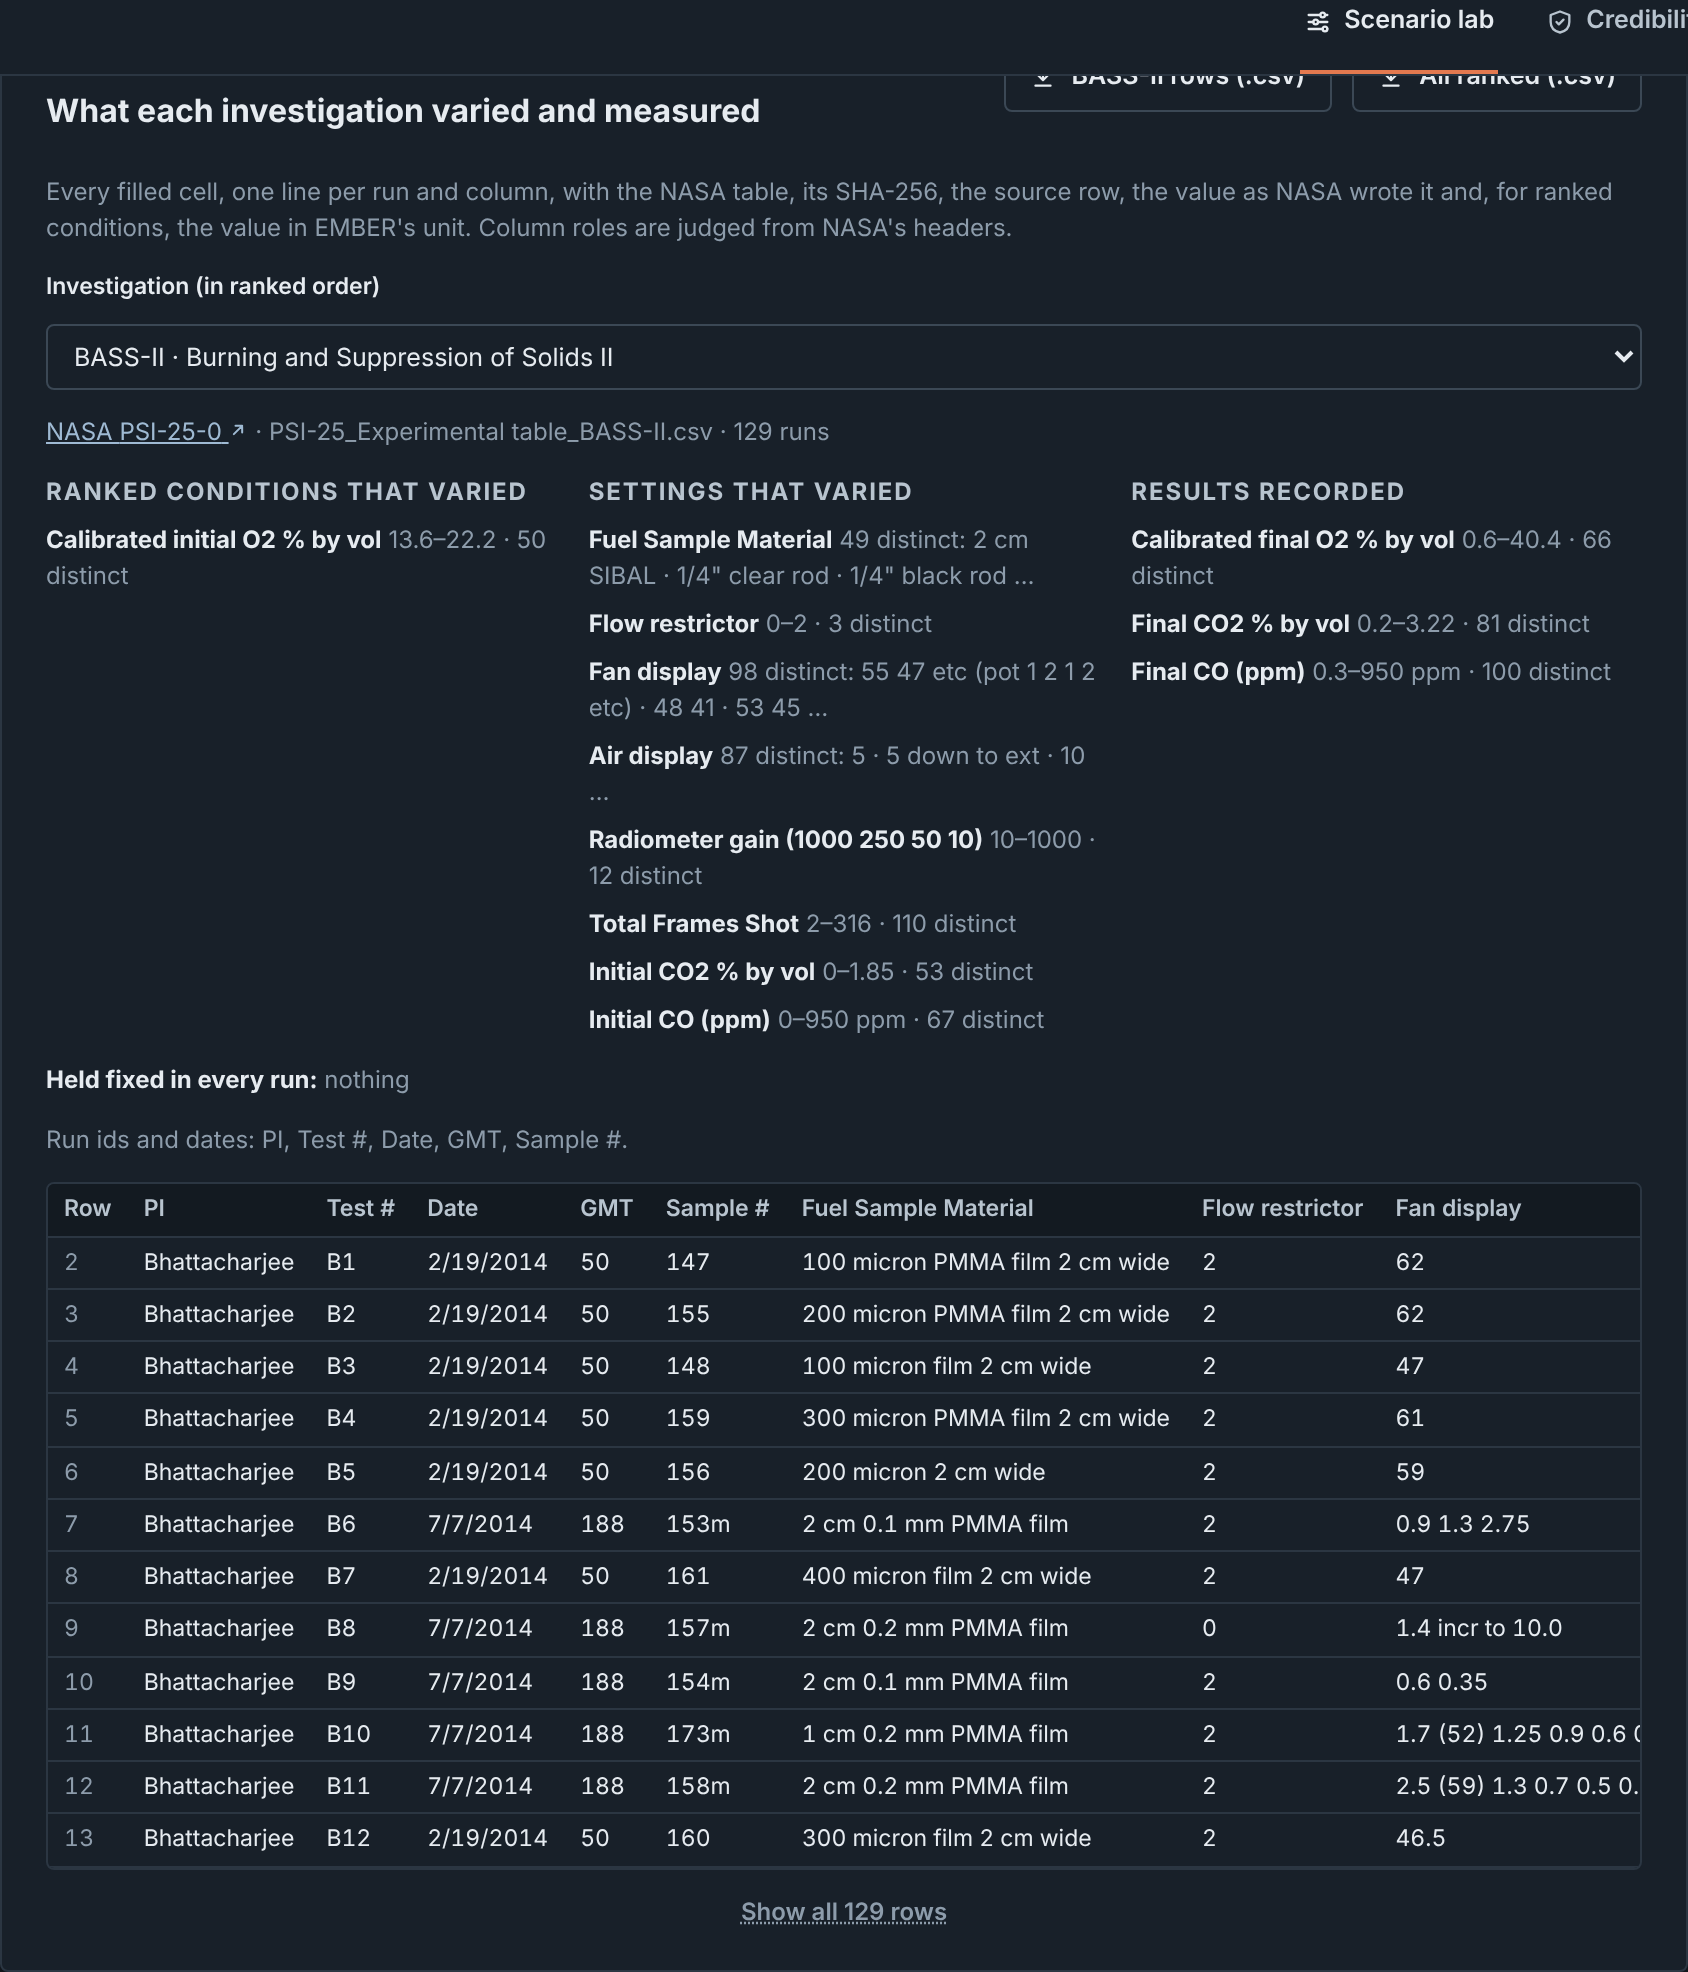 Scenario lab
Credibili
BASS-II rows (.csv)
All ranked (.csv)
What each investigation varied and measured
Every filled cell, one line per run and column, with the NASA table, its SHA-256, the source row, the value as NASA wrote it and, for ranked
conditions, the value in EMBER's unit. Column roles are judged from NASA's headers.
Investigation (in ranked order)
BASS-II · Burning and Suppression of Solids II
NASA PSI-25-0 ↗ · PSI-25_Experimental table_BASS-II.csv · 129 runs
RANKED CONDITIONS THAT VARIED
Calibrated initial O2 % by vol 13.6–22.2 · 50
distinct
SETTINGS THAT VARIED
Fuel Sample Material 49 distinct: 2 cm
SIBAL · 1/4" clear rod · 1/4" black rod ...
Flow restrictor 0–2 · 3 distinct
Fan display 98 distinct: 55 47 etc (pot 1 2 1 2
etc) · 48 41 · 53 45 ...
Air display 87 distinct: 5 · 5 down to ext · 10
...
Radiometer gain (1000 250 50 10) 10–1000 ·
12 distinct
Total Frames Shot 2–316 · 110 distinct
Initial CO2 % by vol 0–1.85 · 53 distinct
Initial CO (ppm) 0–950 ppm · 67 distinct
RESULTS RECORDED
Calibrated final O2 % by vol 0.6–40.4 · 66
distinct
Final CO2 % by vol 0.2–3.22 · 81 distinct
Final CO (ppm) 0.3–950 ppm · 100 distinct
Held fixed in every run: nothing
Run ids and dates: PI, Test #, Date, GMT, Sample #.
Row PI Test # Date GMT Sample # Fuel Sample Material Flow restrictor Fan display
2 Bhattacharjee B1 2/19/2014 50 147 100 micron PMMA film 2 cm wide 2 62
3 Bhattacharjee B2 2/19/2014 50 155 200 micron PMMA film 2 cm wide 2 62
4 Bhattacharjee B3 2/19/2014 50 148 100 micron film 2 cm wide 2 47
5 Bhattacharjee B4 2/19/2014 50 159 300 micron PMMA film 2 cm wide 2 61
6 Bhattacharjee B5 2/19/2014 50 156 200 micron 2 cm wide 2 59
7 Bhattacharjee B6 7/7/2014 188 153m 2 cm 0.1 mm PMMA film 2 0.9 1.3 2.75
8 Bhattacharjee B7 2/19/2014 50 161 400 micron film 2 cm wide 2 47
9 Bhattacharjee B8 7/7/2014 188 157m 2 cm 0.2 mm PMMA film 0 1.4 incr to 10.0
10 Bhattacharjee B9 7/7/2014 188 154m 2 cm 0.1 mm PMMA film 2 0.6 0.35
11 Bhattacharjee B10 7/7/2014 188 173m 1 cm 0.2 mm PMMA film 2 1.7 (52) 1.25 0.9 0.6
12 Bhattacharjee B11 7/7/2014 188 158m 2 cm 0.2 mm PMMA film 2 2.5 (59) 1.3 0.7 0.5 0.
13 Bhattacharjee B12 2/19/2014 50 160 300 micron film 2 cm wide 2 46.5
Show all 129 rows